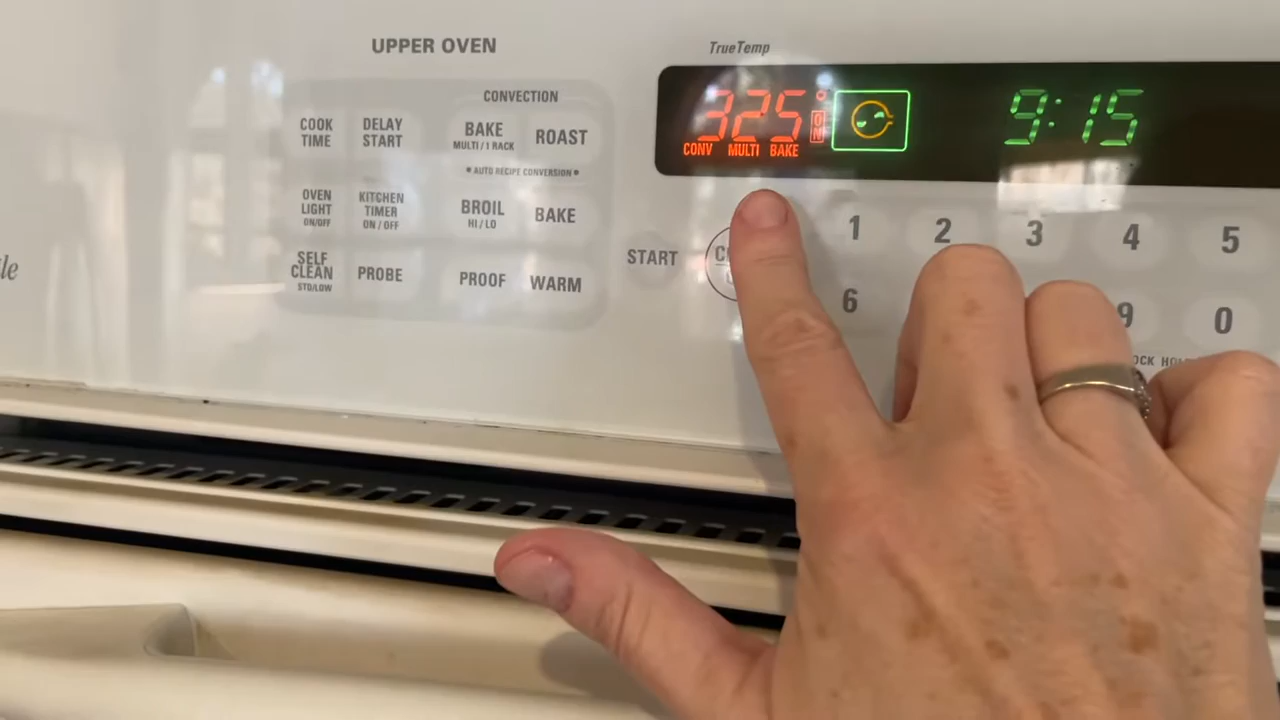 UPPER OVEN
CONVECTION
COOK
TIME
DELAY
START
BAKE
MULTI / 1 RACK
ROAST
• AUTO RECIPE CONVERSION •
OVEN
LIGHT
ON/OFF
KITCHEN
TIMER
ON / OFF
BROIL
HI / LO
BAKE
SELF
CLEAN
STD/LOW
PROBE
PROOF
WARM
TrueTemp
325°
ON
CONV MULTI BAKE
9:15
START
1 2 3 4 5
6 9 0